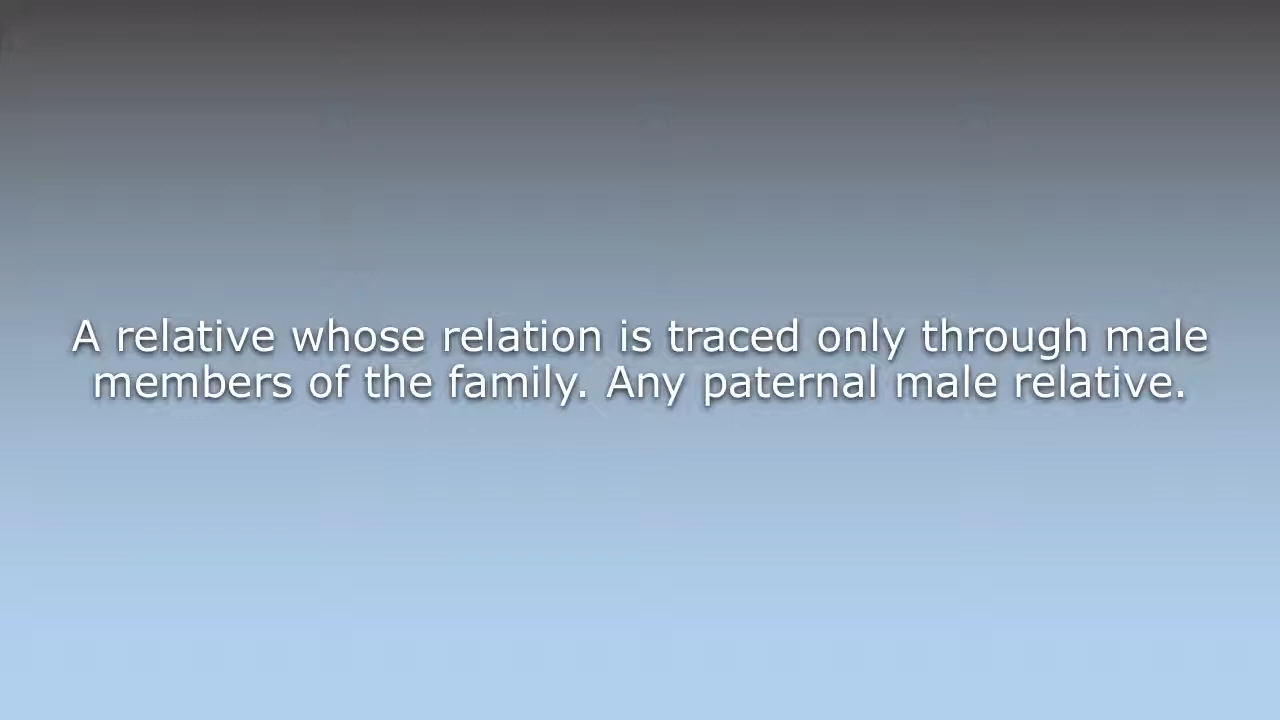 A relative whose relation is traced only through male
members of the family. Any paternal male relative.